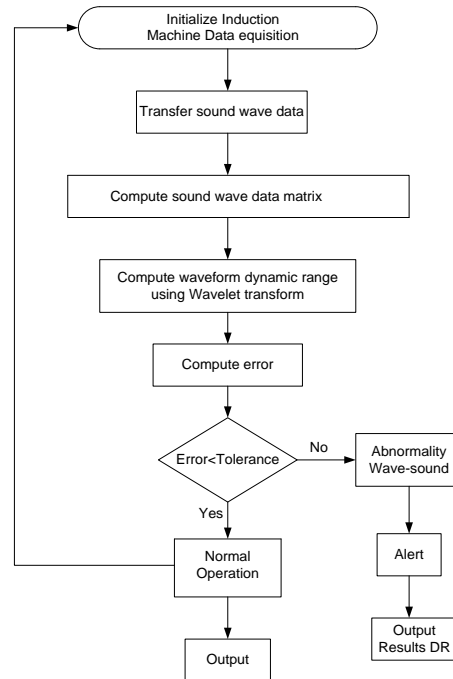 Initialize Induction
Machine Data equisition
Transfer sound wave data
Compute sound wave data matrix
Compute waveform dynamic range
using Wavelet transform
Compute error
Error<Tolerance
No
Abnormality
Wave-sound
Yes
Normal
Operation
Alert
Output
Output
Results DR